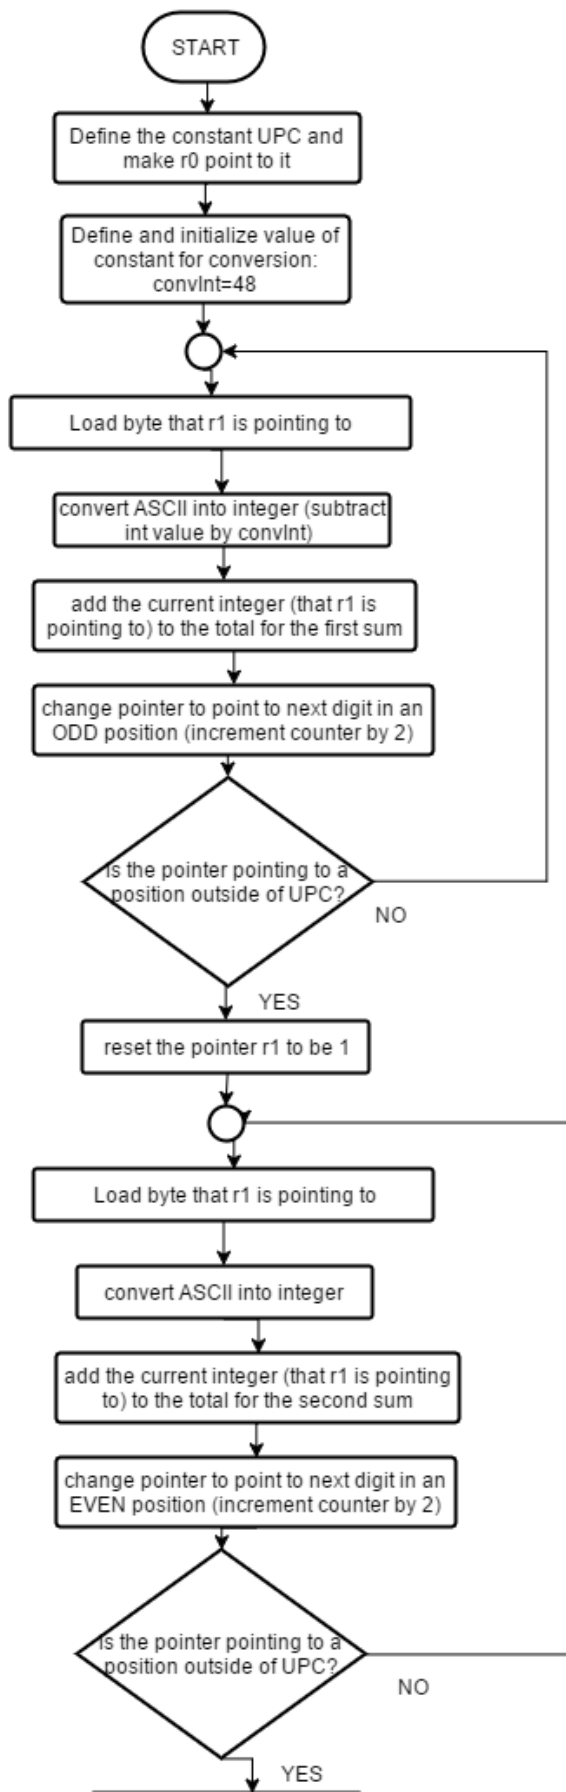 START
Define the constant UPC and
make r0 point to it
Define and initialize value of
constant for conversion:
convInt=48
Load byte that r1 is pointing to
convert ASCII into integer (subtract
int value by convInt)
add the current integer (that r1 is
pointing to) to the total for the first sum
change pointer to point to next digit in an
ODD position (increment counter by 2)
Is the pointer pointing to a
position outside of UPC?
NO
YES
reset the pointer r1 to be 1
Load byte that r1 is pointing to
convert ASCII into integer
add the current integer (that r1 is pointing
to) to the total for the second sum
change pointer to point to next digit in an
EVEN position (increment counter by 2)
Is the pointer pointing to a
position outside of UPC?
NO
YES